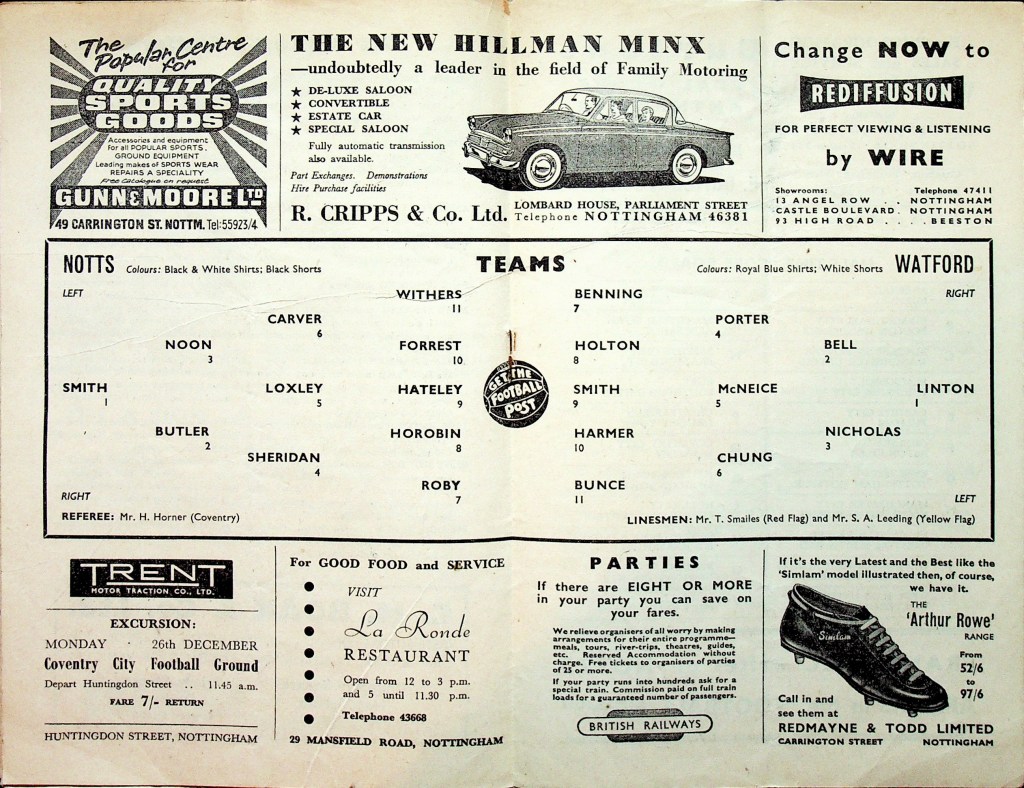 The
Popular Centre
for
QUALITY
SPORTS
GOODS
Accessories and equipment
for all POPULAR SPORTS.
GROUND EQUIPMENT
Leading makes of SPORTS WEAR
REPAIRS A SPECIALITY
Free Catalogue on request
GUNN & MOORE LTD
49 CARRINGTON ST. NOTTM. Tel: 55923/4
THE NEW HILLMAN MINX
—undoubtedly a leader in the field of Family Motoring
★ DE-LUXE SALOON
★ CONVERTIBLE
★ ESTATE CAR
★ SPECIAL SALOON
Fully automatic transmission
also available.
Part Exchanges. Demonstrations
Hire Purchase facilities
R. CRIPPS & Co. Ltd. LOMBARD HOUSE, PARLIAMENT STREET
Telephone NOTTINGHAM 46381
Change NOW to
REDIFFUSION
FOR PERFECT VIEWING & LISTENING
by WIRE
Showrooms: Telephone 47411
13 ANGEL ROW . . NOTTINGHAM
CASTLE BOULEVARD. NOTTINGHAM
93 HIGH ROAD . . . . BEESTON
NOTTS Colours: Black & White Shirts; Black Shorts TEAMS Colours: Royal Blue Shirts; White Shorts WATFORD
LEFT WITHERS BENNING RIGHT
11 7
CARVER PORTER
6 4
NOON FORREST HOLTON BELL
3 10 8 2
SMITH LOXLEY HATELEY SMITH McNEICE LINTON
1 5 9 9 5 1
GET THE
FOOTBALL
POST
BUTLER HOROBIN HARMER NICHOLAS
2 8 10 3
SHERIDAN CHUNG
4 6
ROBY BUNCE
7 11
RIGHT LEFT
REFEREE: Mr. H. Horner (Coventry) LINESMEN: Mr. T. Smailes (Red Flag) and Mr. S. A. Leeding (Yellow Flag)
TRENT
MOTOR TRACTION CO., LTD.
EXCURSION:
MONDAY · 26th DECEMBER
Coventry City Football Ground
Depart Huntingdon Street .. 11.45 a.m.
FARE 7/- RETURN
HUNTINGDON STREET, NOTTINGHAM
For GOOD FOOD and SERVICE
VISIT
La Ronde
RESTAURANT
Open from 12 to 3 p.m.
and 5 until 11.30 p.m.
Telephone 43668
29 MANSFIELD ROAD, NOTTINGHAM
PARTIES
If there are EIGHT OR MORE
in your party you can save on
your fares.
We relieve organisers of all worry by making
arrangements for their entire programme—
meals, tours, river-trips, theatres, guides,
etc. Reserved Accommodation without
charge. Free tickets to organisers of parties
of 25 or more.
If your party runs into hundreds ask for a
special train. Commission paid on full train
loads for a guaranteed number of passengers.
BRITISH RAILWAYS
If it's the very Latest and the Best like the
'Simlam' model illustrated then, of course,
we have it.
THE
'Arthur Rowe'
RANGE
Simlam
From
52/6
to
97/6
Call in and
see them at
REDMAYNE & TODD LIMITED
CARRINGTON STREET NOTTINGHAM